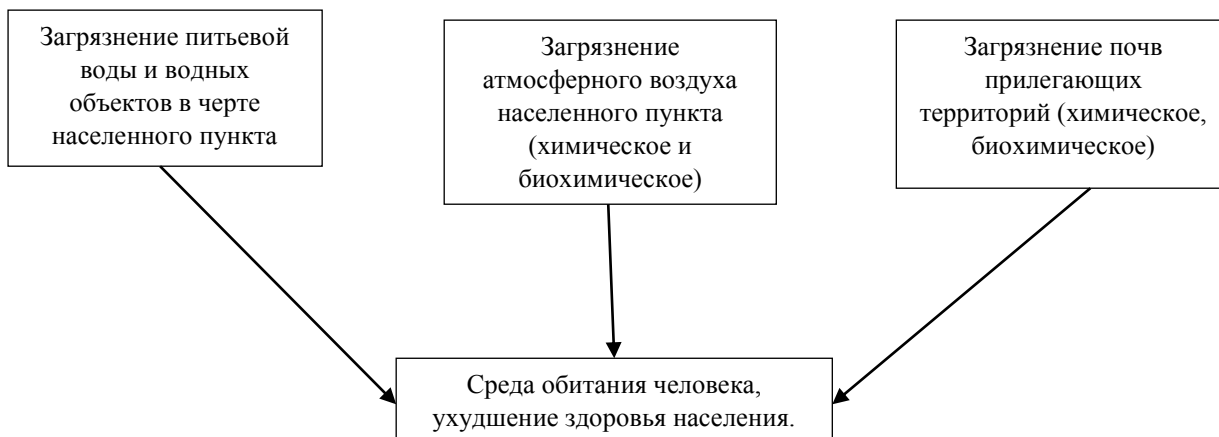 Загрязнение питьевой
воды и водных
объектов в черте
населенного пункта
Загрязнение
атмосферного воздуха
населенного пункта
(химическое и
биохимическое)
Загрязнение почв
прилегающих
территорий (химическое,
биохимическое)
Среда обитания человека,
ухудшение здоровья населения.